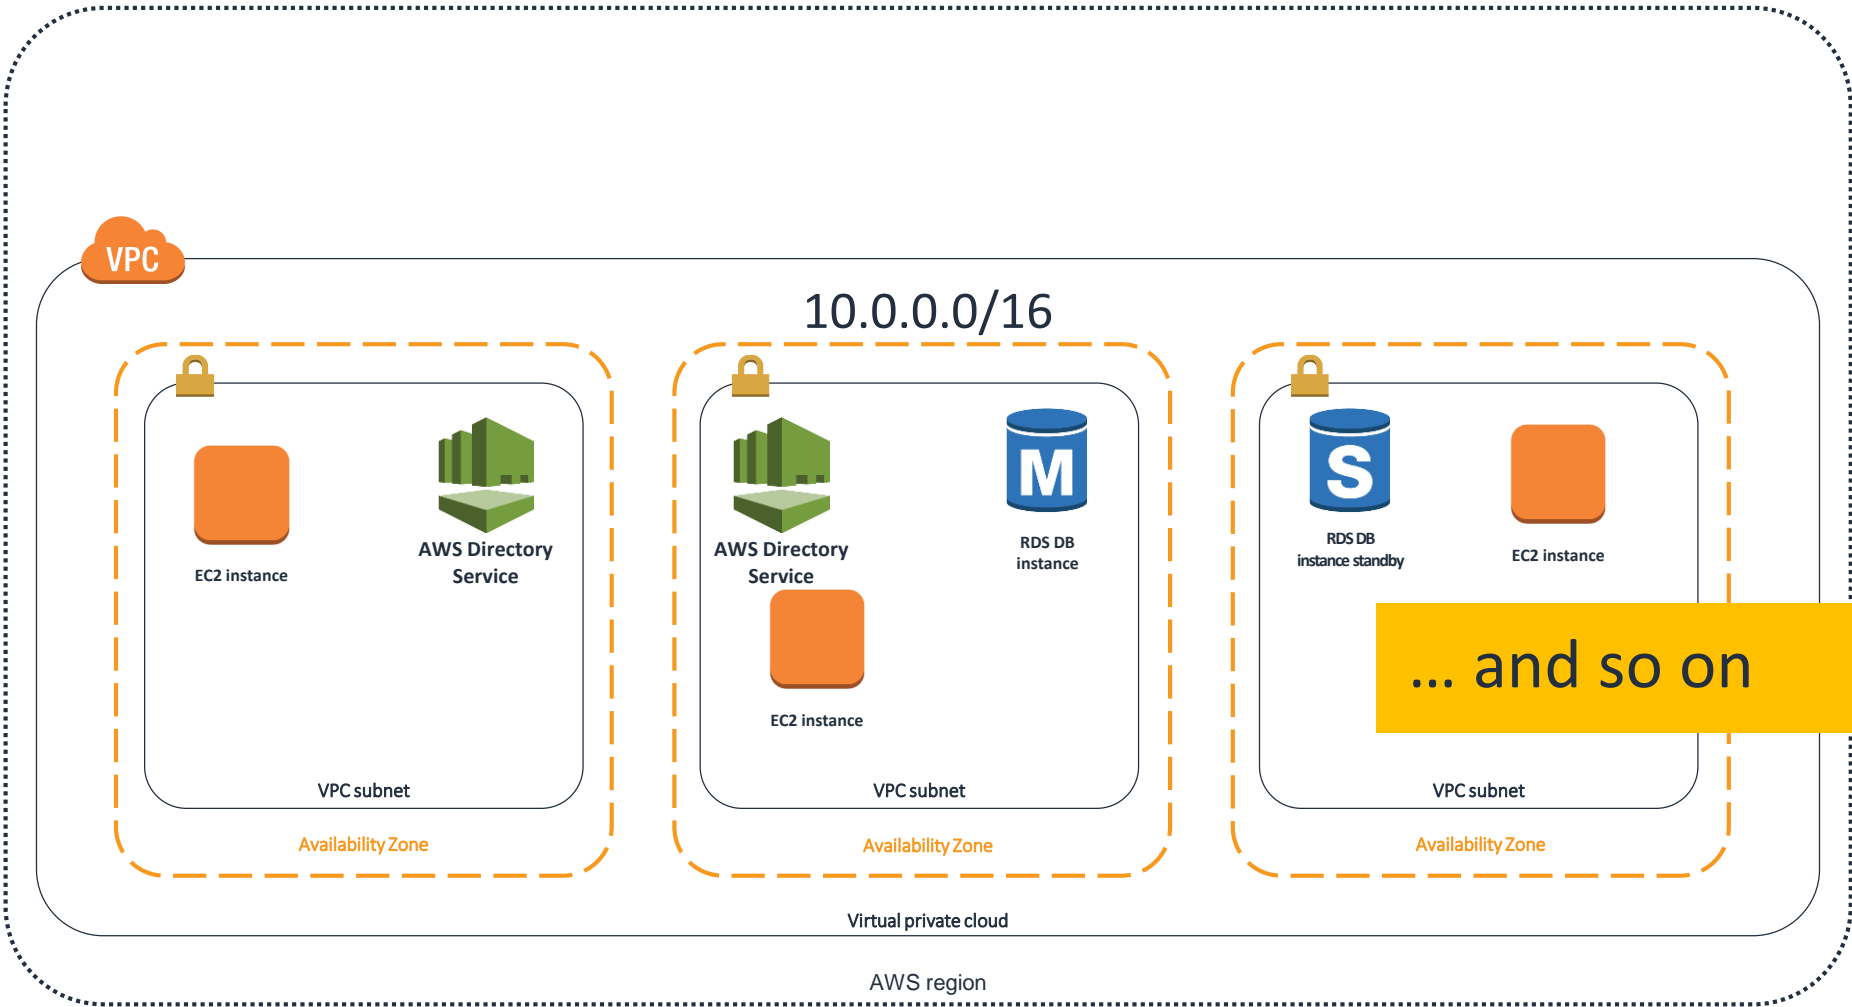 VPC
10.0.0.0/16
EC2 instance
AWS Directory
Service
VPC subnet
Availability Zone
AWS Directory
Service
M
RDS DB
instance
EC2 instance
VPC subnet
Availability Zone
S
RDS DB
instance standby
EC2 instance
... and so on
VPC subnet
Availability Zone
Virtual private cloud
AWS region